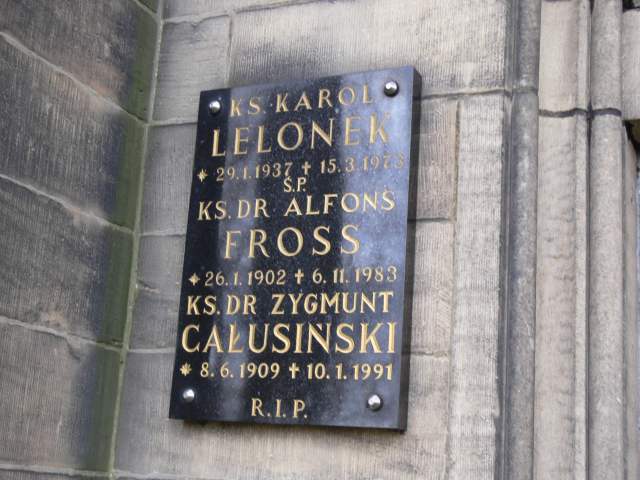 KS. KAROL
LELONEK
* 29.1.1937 + 15.3.1973
Ś.P.
KS. DR ALFONS
FROSS
* 26.1.1902 + 6.11.1983
KS. DR ZYGMUNT
CAŁUSIŃSKI
* 8.6.1909 + 10.1.1991
R.I.P.